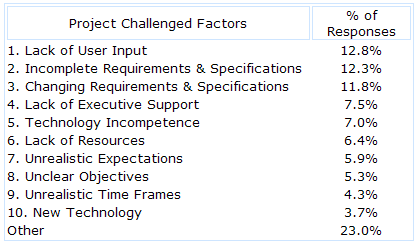 Project Challenged Factors % of Responses
1. Lack of User Input 12.8%
2. Incomplete Requirements & Specifications 12.3%
3. Changing Requirements & Specifications 11.8%
4. Lack of Executive Support 7.5%
5. Technology Incompetence 7.0%
6. Lack of Resources 6.4%
7. Unrealistic Expectations 5.9%
8. Unclear Objectives 5.3%
9. Unrealistic Time Frames 4.3%
10. New Technology 3.7%
Other 23.0%